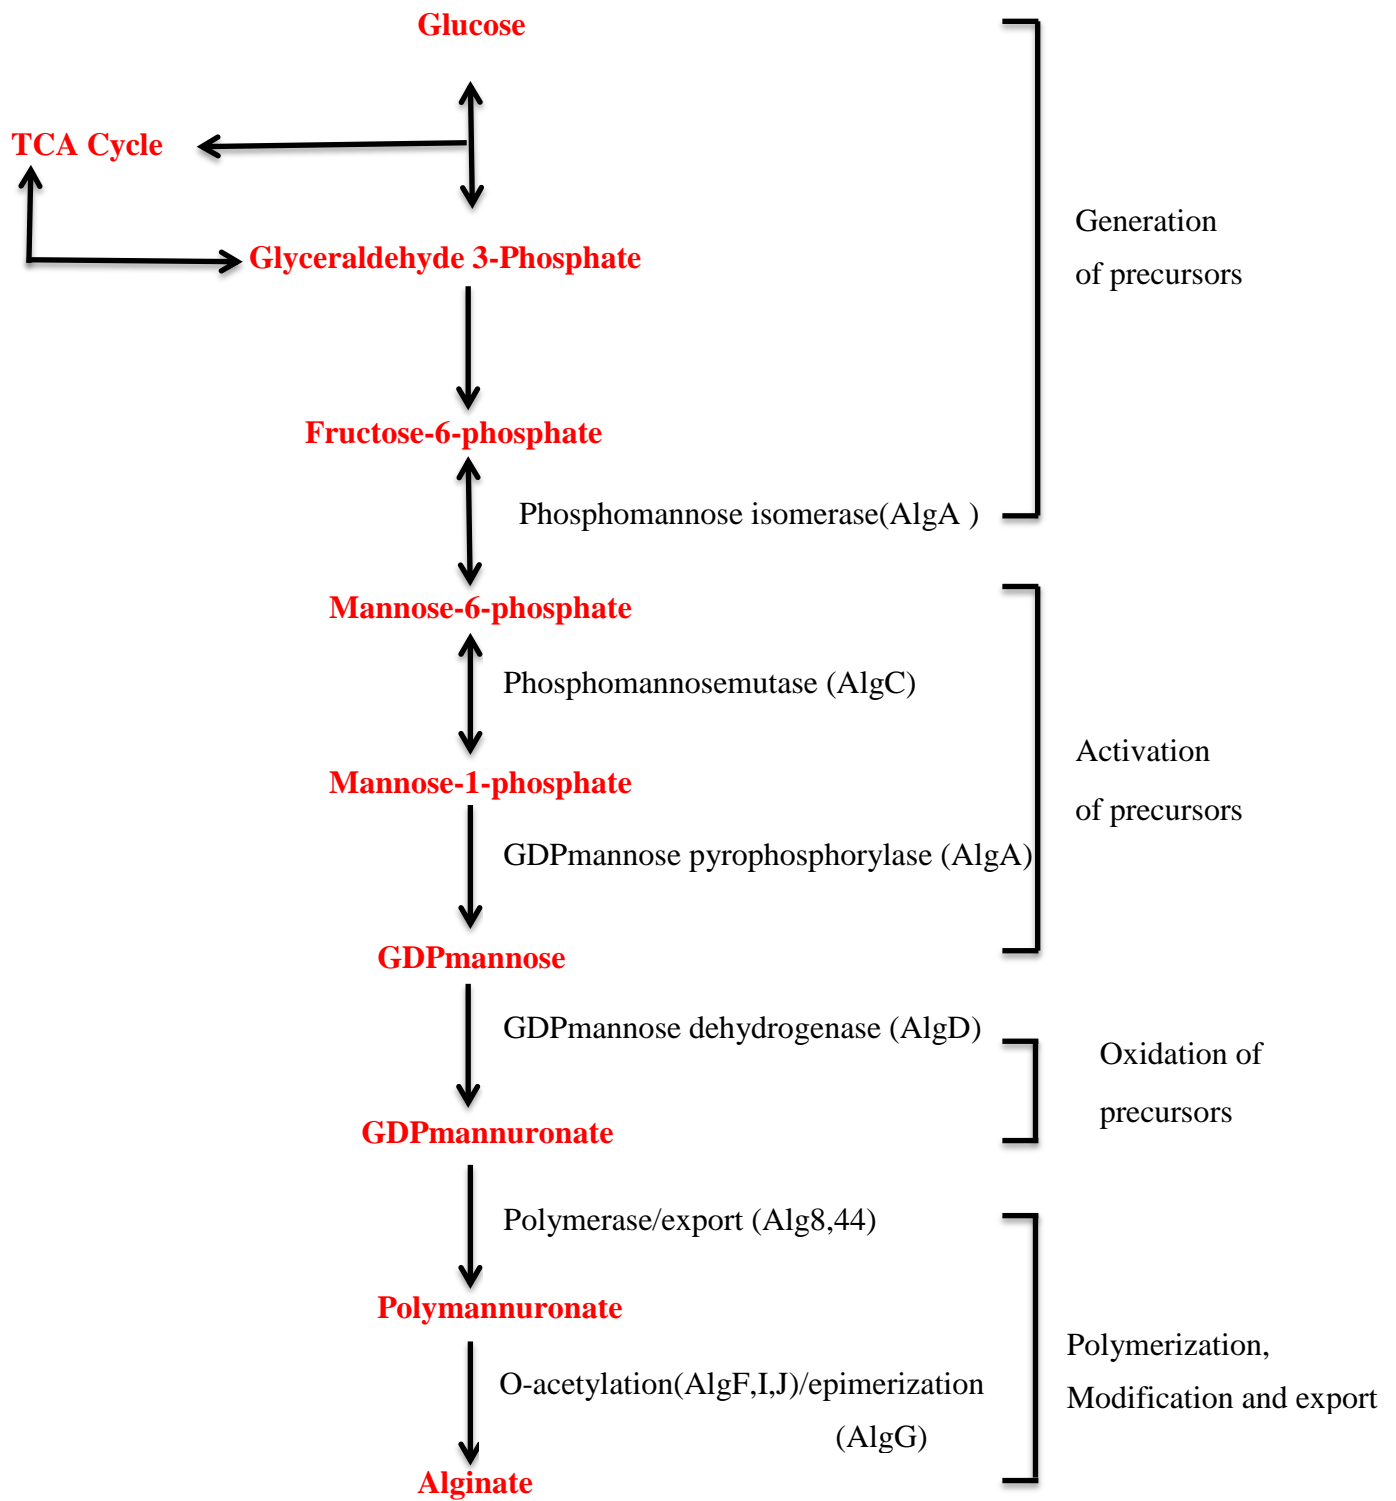 Glucose
TCA Cycle
Generation
Glyceraldehyde 3-Phosphate
of precursors
Fructose-6-phosphate
Phosphomannose isomerase(AlgA )
Mannose-6-phosphate
Phosphomannosemutase (AlgC)
Activation
Mannose-1-phosphate
of precursors
GDPmannose pyrophosphorylase (AlgA)
GDPmannose
GDPmannose dehydrogenase (AlgD)
Oxidation of
precursors
GDPmannuronate
Polymerase/export (Alg8,44)
Polymannuronate
Polymerization,
Modification and export
O-acetylation(AlgF,I,J)/epimerization
(AlgG)
Alginate